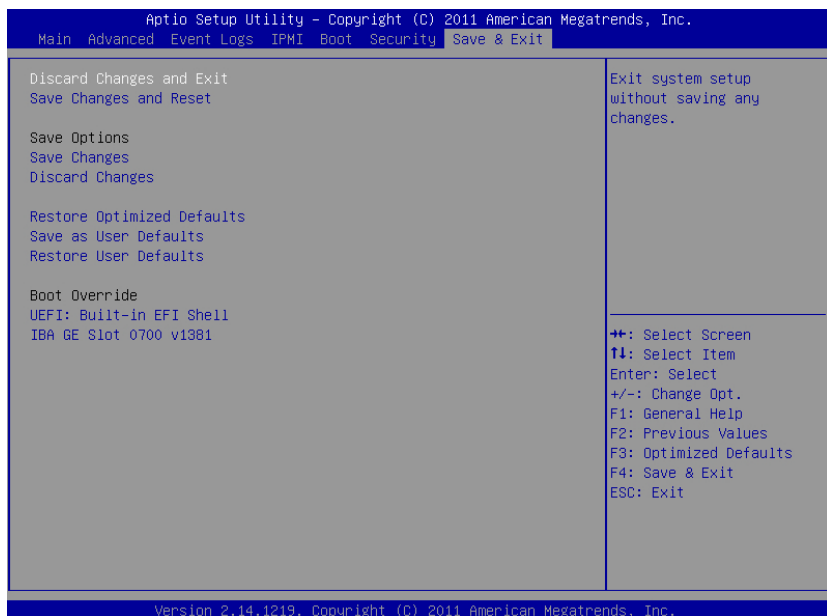 Aptio Setup Utility – Copyright (C) 2011 American Megatrends, Inc.
Main Advanced Event Logs IPMI Boot Security Save & Exit
Discard Changes and Exit
Save Changes and Reset
Save Options
Save Changes
Discard Changes
Restore Optimized Defaults
Save as User Defaults
Restore User Defaults
Boot Override
UEFI: Built-in EFI Shell
IBA GE Slot 0700 v1381
Exit system setup
without saving any
changes.
→←: Select Screen
↑↓: Select Item
Enter: Select
+/-: Change Opt.
F1: General Help
F2: Previous Values
F3: Optimized Defaults
F4: Save & Exit
ESC: Exit
Version 2.14.1219. Copyright (C) 2011 American Megatrends, Inc.